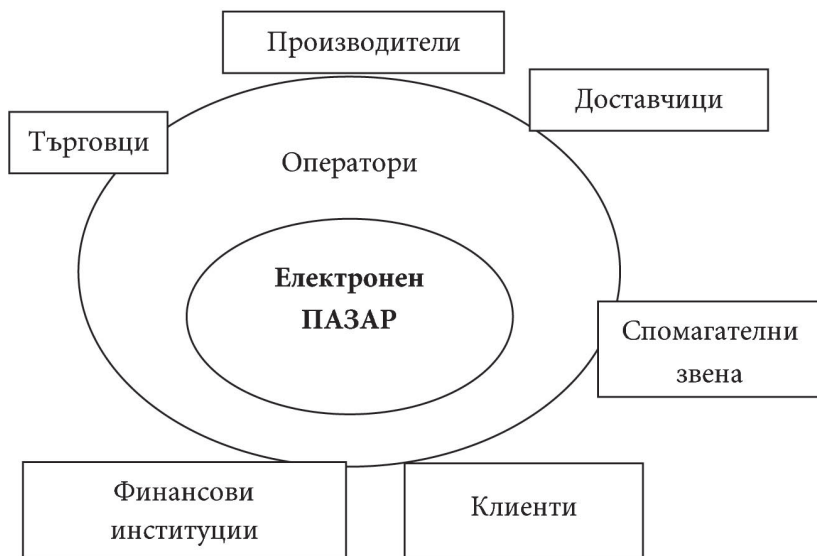 Производители
Доставчици
Търговци
Оператори
Електронен
ПАЗАР
Спомагателни
звена
Финансови
институции
Клиенти